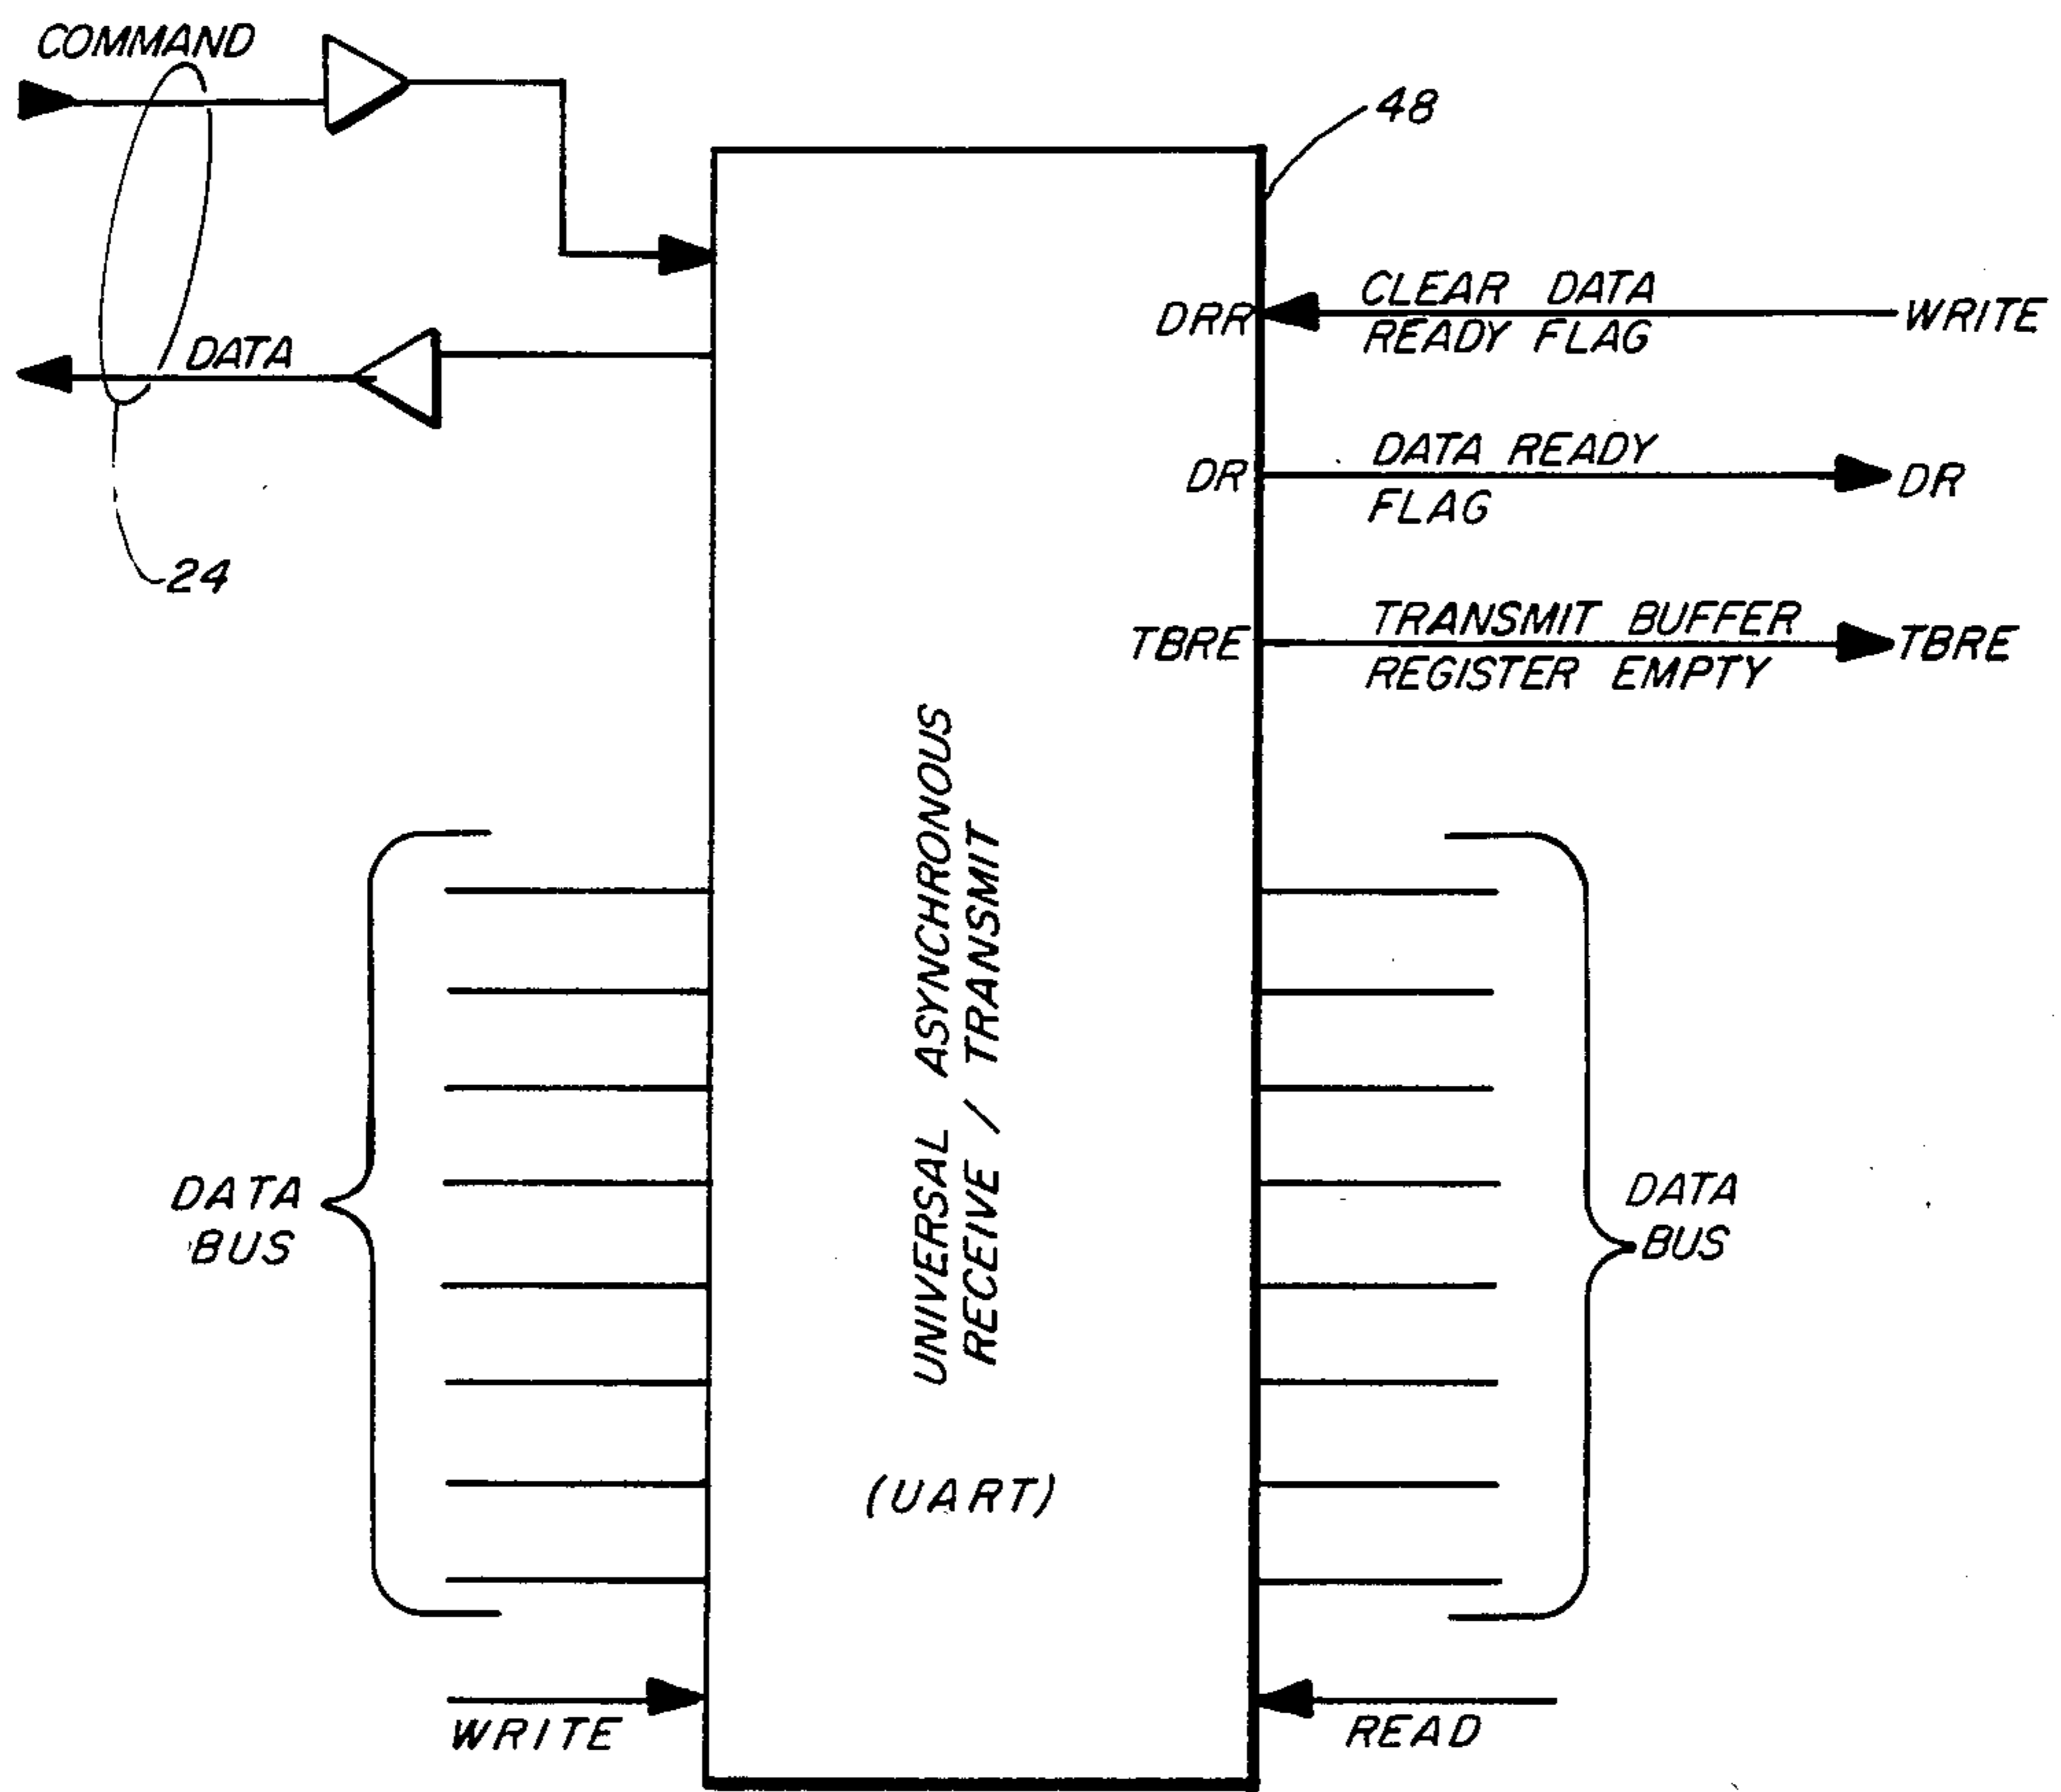 COMMAND
48
CLEAR DATA
DRR
WRITE
READY FLAG
DATA
DATA READY
DR
DR
FLAG
24
TRANSMIT BUFFER
TBRE
TBRE
REGISTER EMPTY
UNIVERSAL ASYNCHRONOUS
RECEIVE / TRANSMIT
DATA
BUS
DATA
BUS
(UART)
WRITE
READ